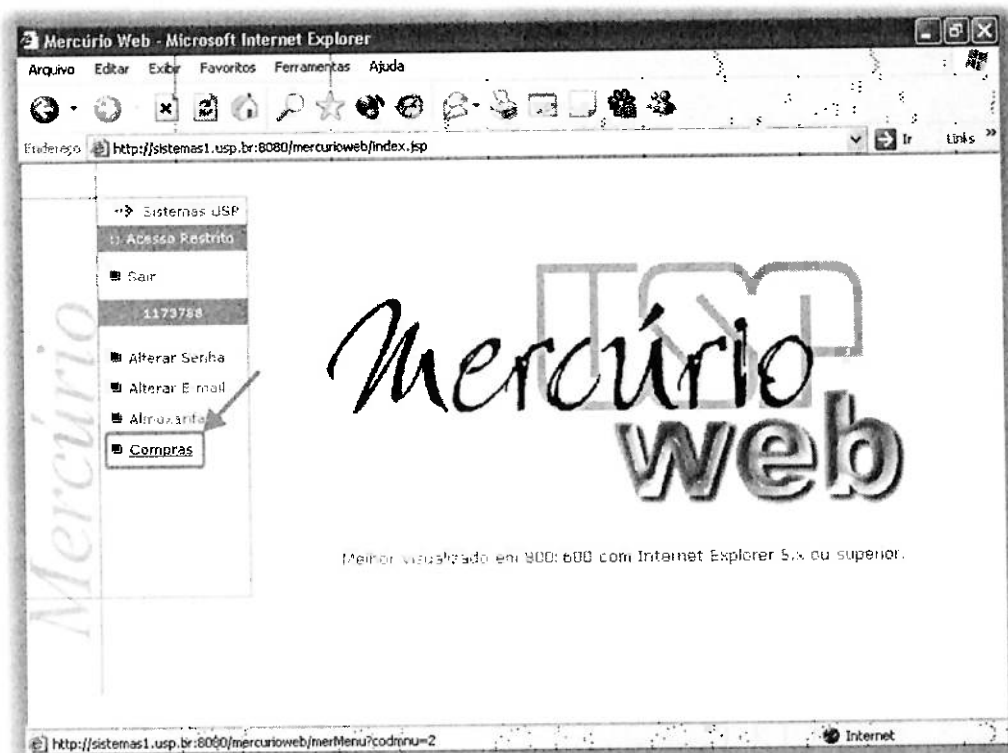 Mercúrio Web - Microsoft Internet Explorer
Arquivo Editar Exibir Favoritos Ferramentas Ajuda
Endereço http://sistemas1.usp.br:8080/mercurioweb/index.jsp Ir Links »
Sistemas USP
:: Acesso Restrito
Sair
1173788
Alterar Senha
Alterar E-mail
Compras
Mercúrio
USP
Mercúrio
web
Melhor visualizado em 800x600 com Internet Explorer 5.x ou superior.
http://sistemas1.usp.br:8080/mercurioweb/merMenu?codmnu=2 Internet